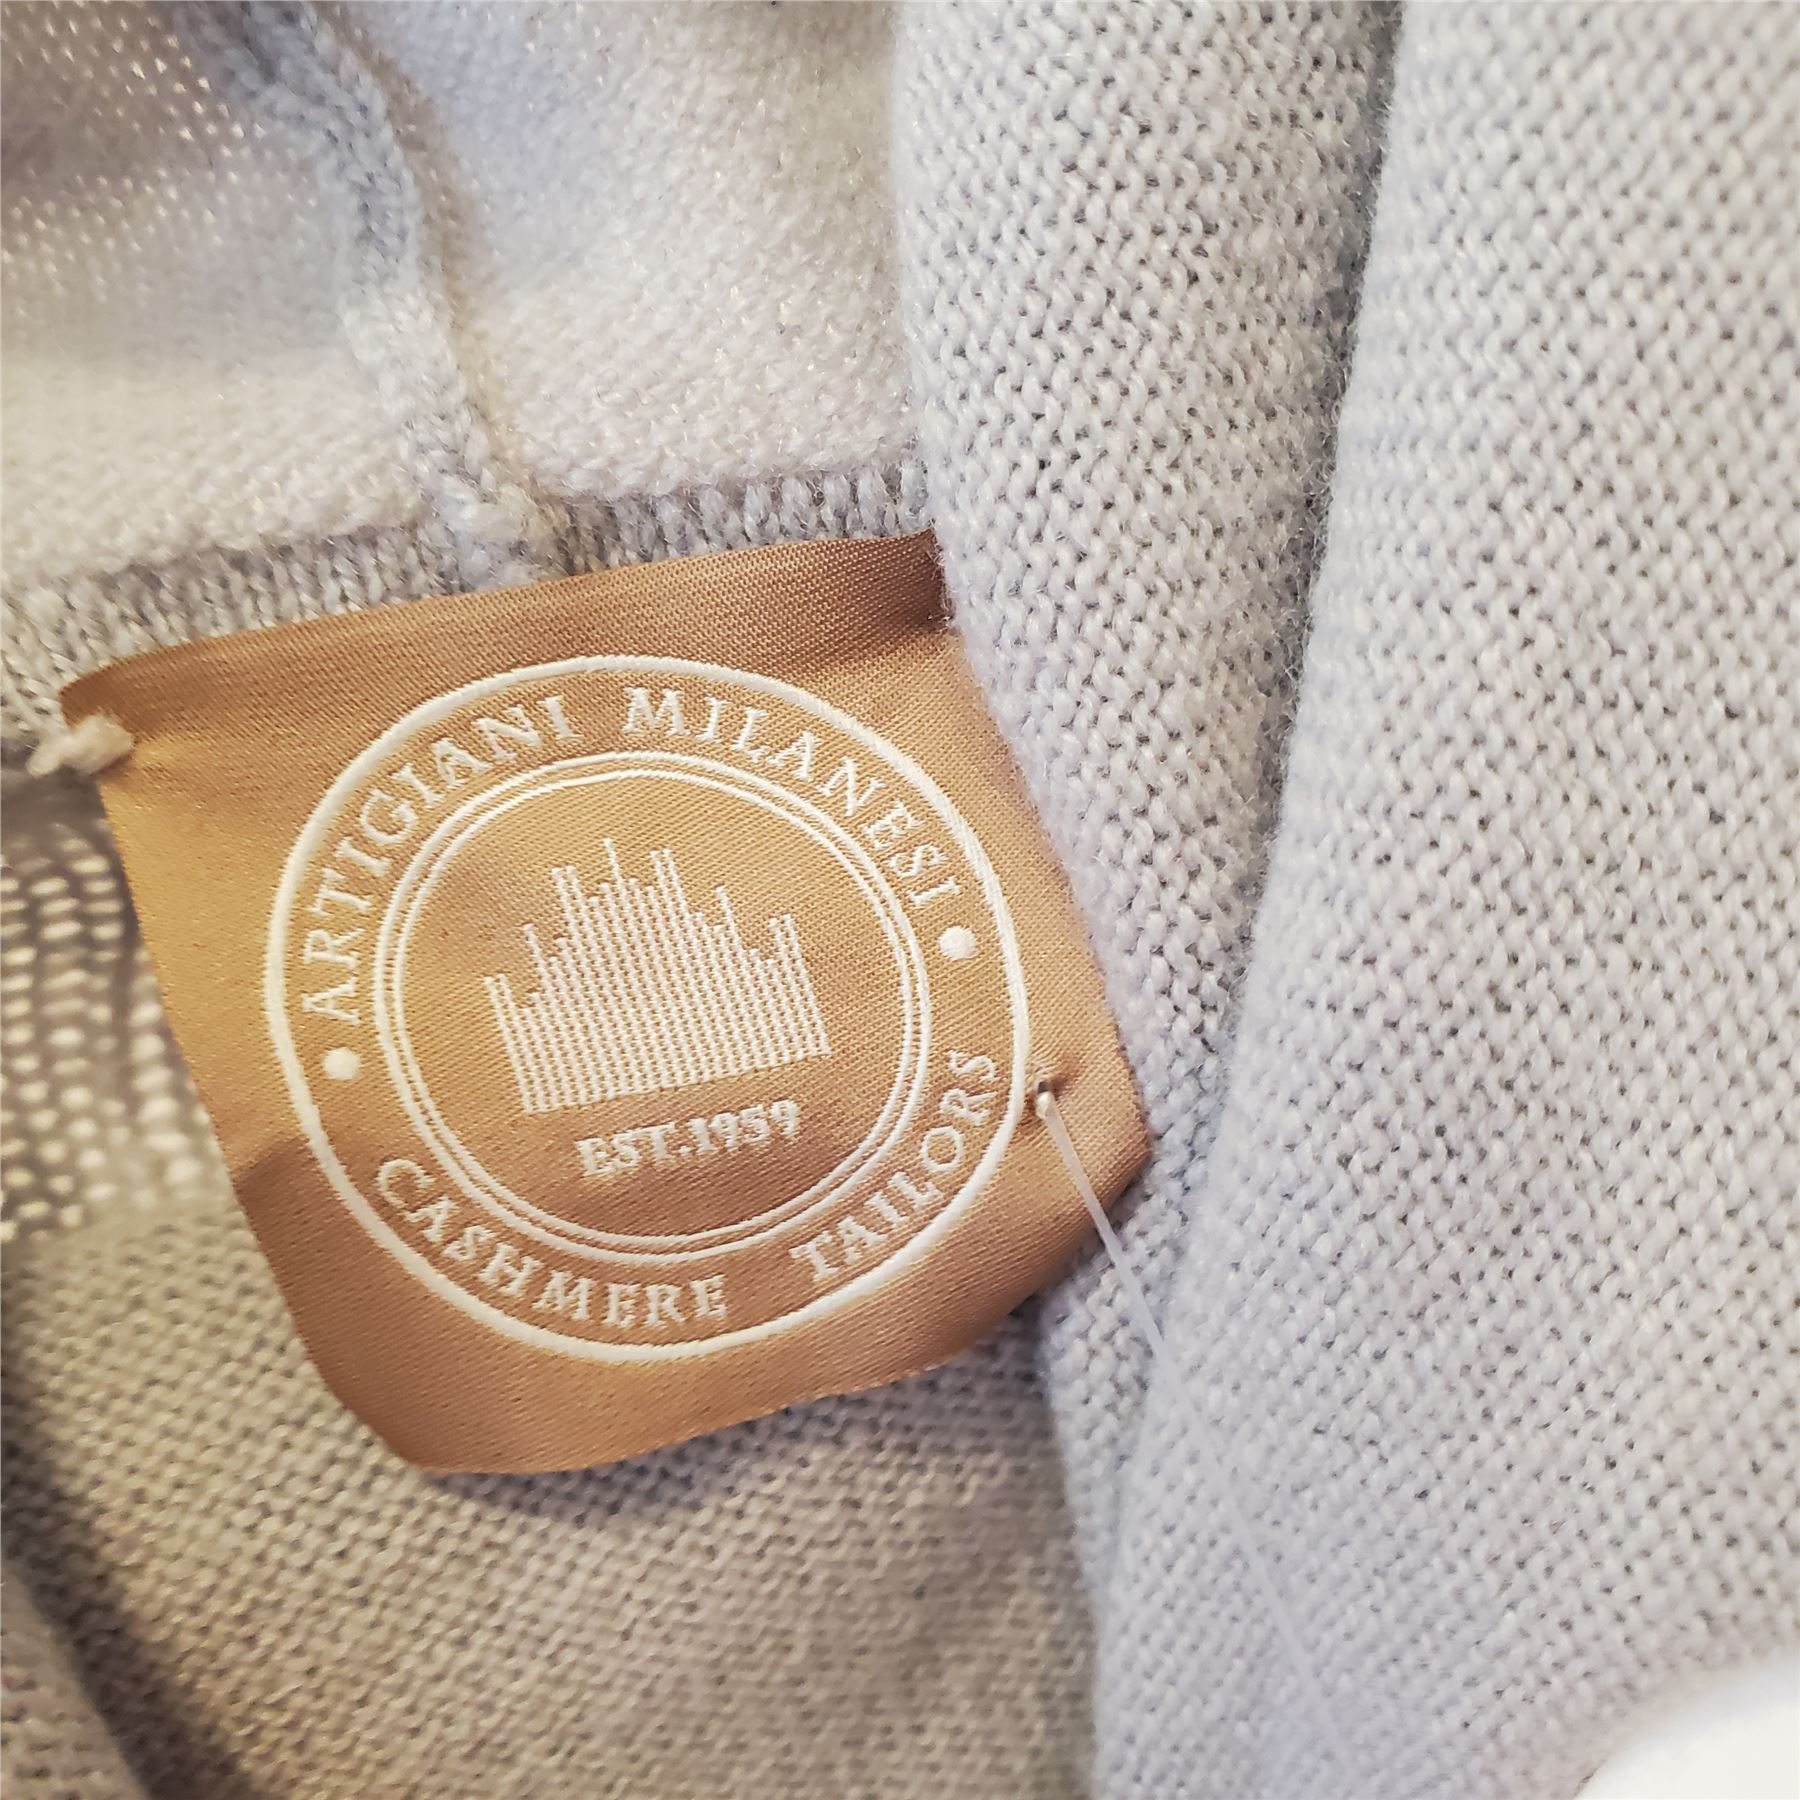 ARTIGIANI MILANESI
EST.1959
CASHMERE TAILORS